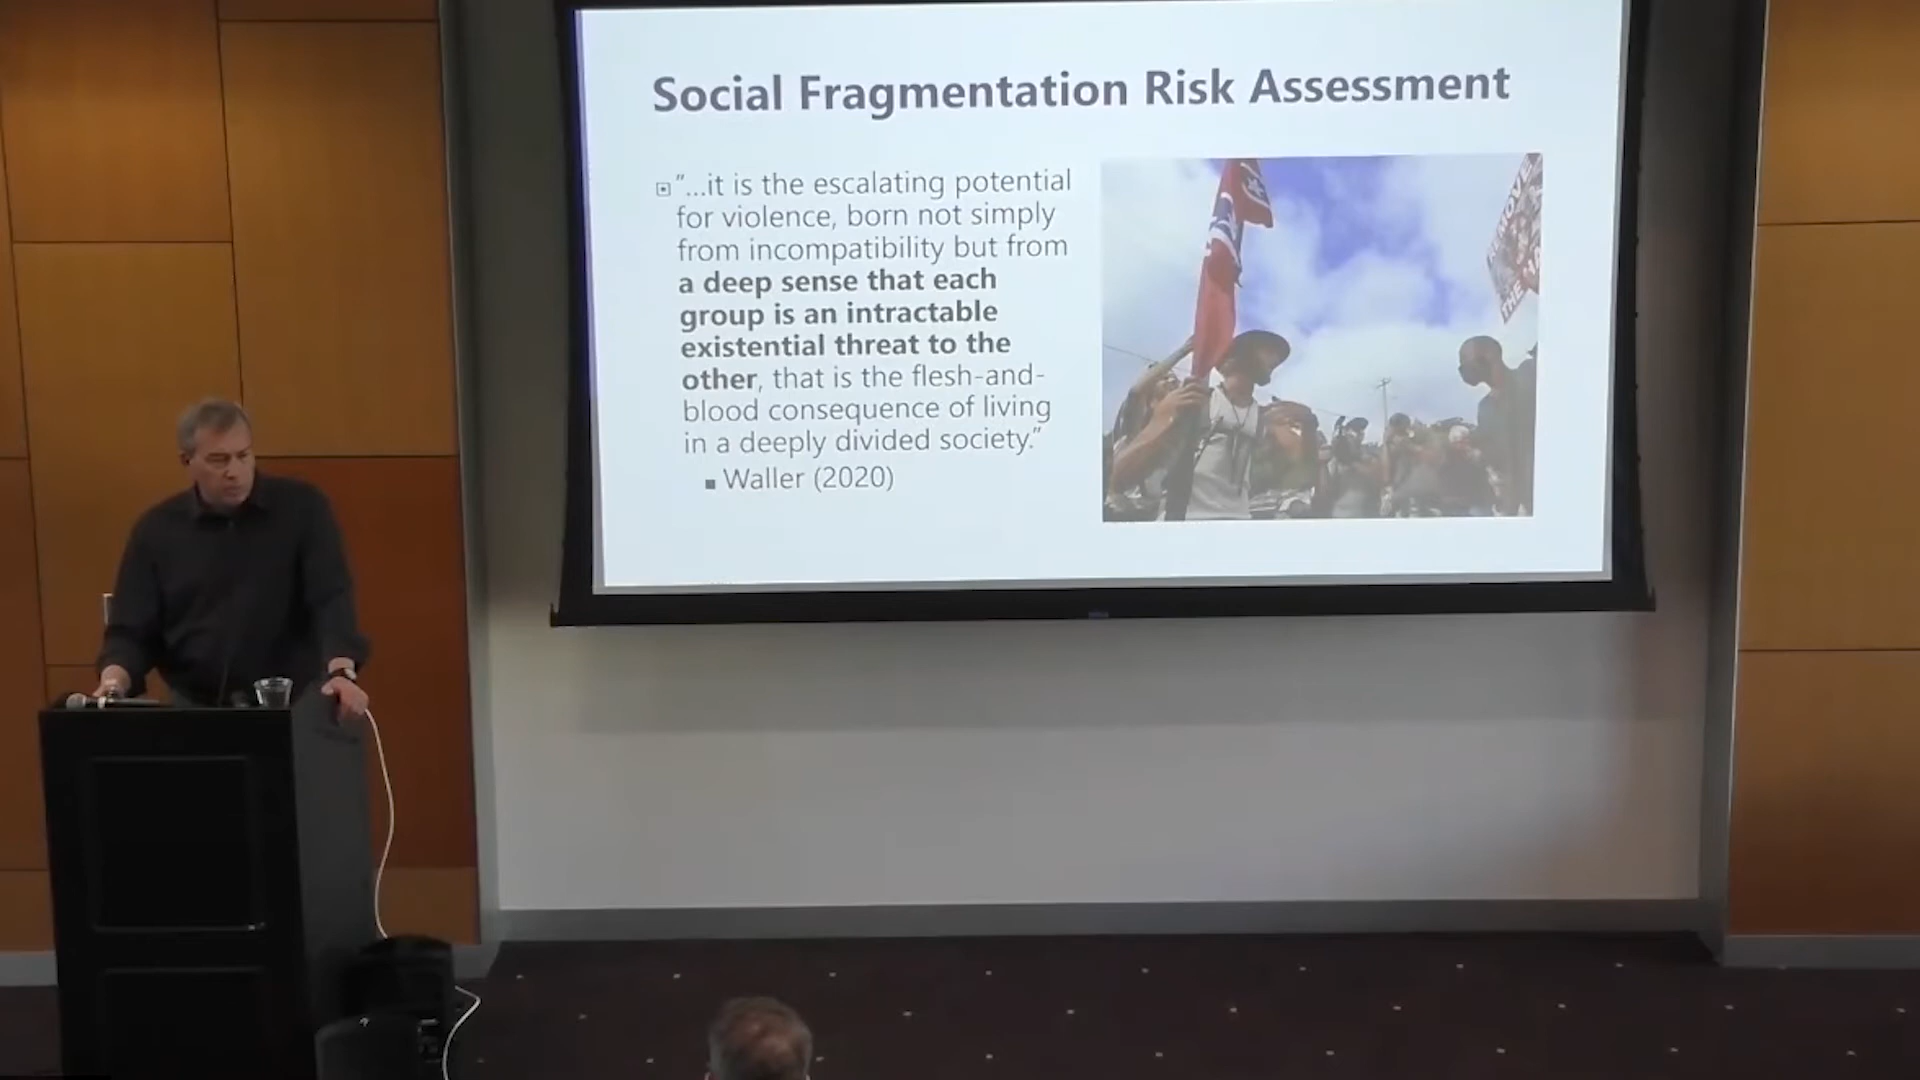 Social Fragmentation Risk Assessment
"...it is the escalating potential
for violence, born not simply
from incompatibility but from
a deep sense that each
group is an intractable
existential threat to the
other, that is the flesh-and-
blood consequence of living
in a deeply divided society."
Waller (2020)
REMOVE
THE